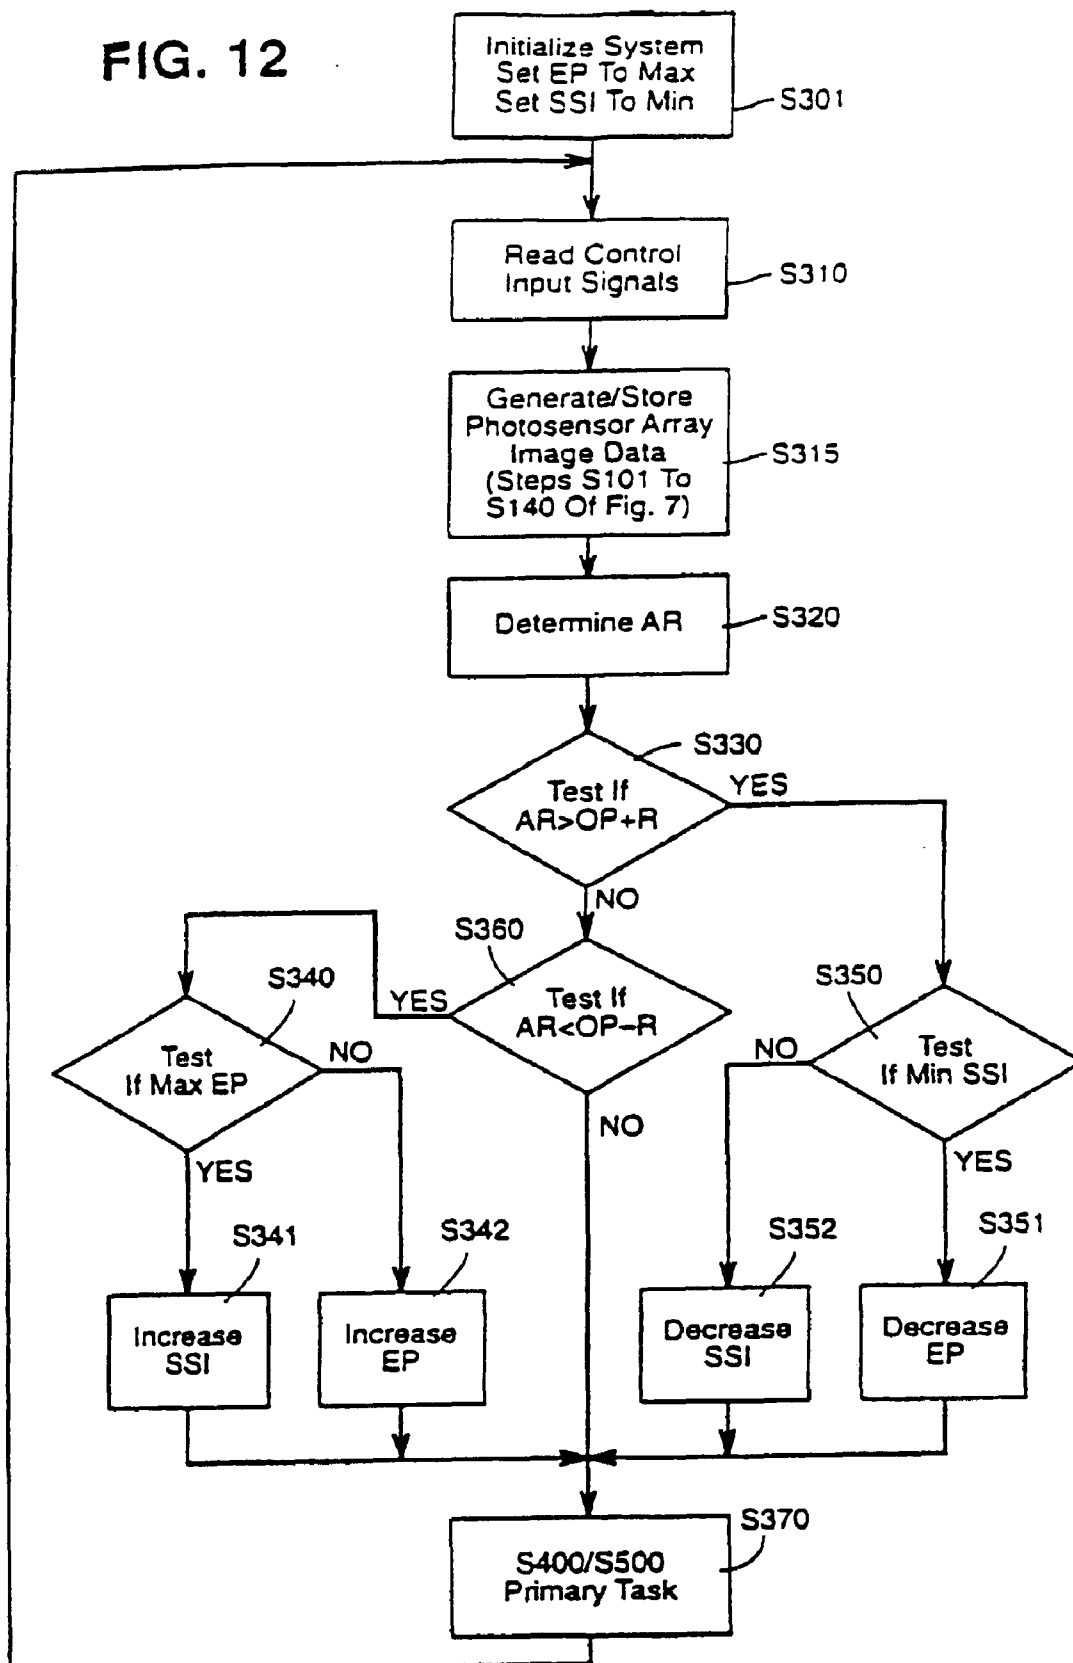 FIG. 12
Initialize System
Set EP To Max
Set SSI To Min
S301
Read Control
Input Signals
S310
Generate/Store
Photosensor Array
Image Data
(Steps S101 To
S140 Of Fig. 7)
S315
Determine AR
S320
S330
Test If
AR>OP+R
YES
NO
S360
Test If
AR<OP−R
YES
NO
S340
Test
If Max EP
NO
YES
S350
Test
If Min SSI
NO
YES
S341
Increase
SSI
S342
Increase
EP
S352
Decrease
SSI
S351
Decrease
EP
S370
S400/S500
Primary Task